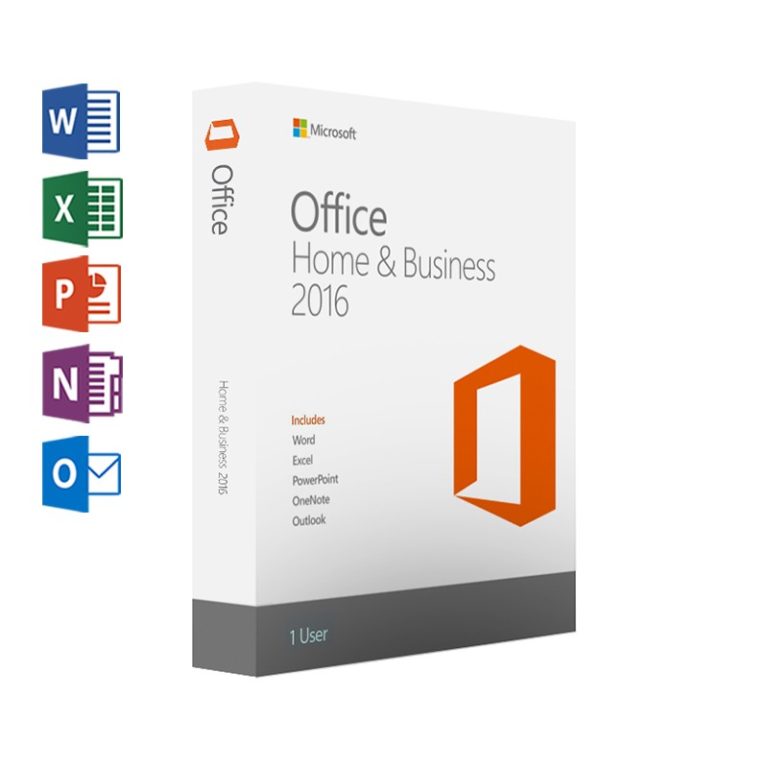 W
X
P
N
O
Office
Home & Business 2016
Microsoft
Office
Home & Business
2016
Includes
Word
Excel
PowerPoint
OneNote
Outlook
1 User